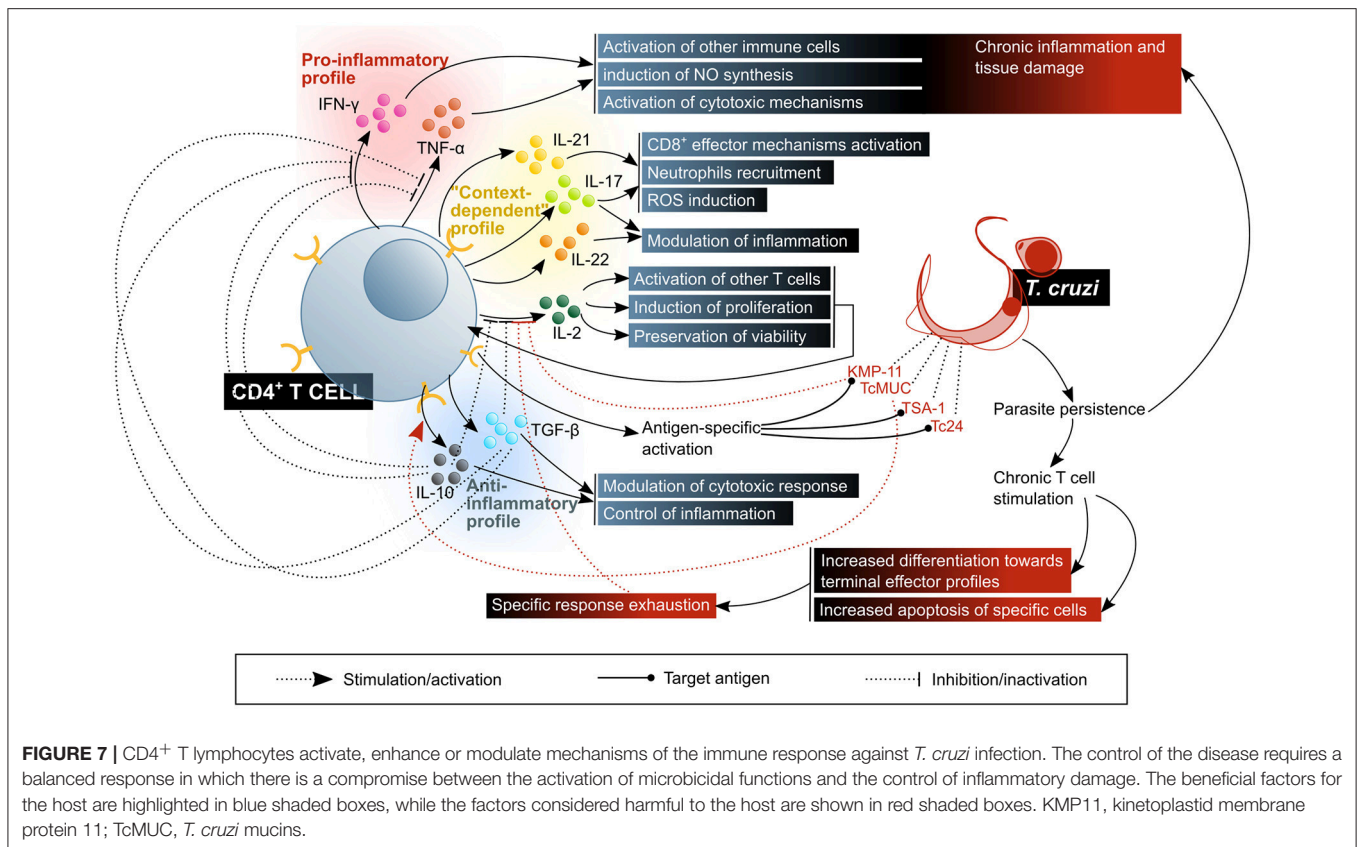 Pro-inflammatory
profile
IFN-γ
TNF-α
Activation of other immune cells
induction of NO synthesis
Activation of cytotoxic mechanisms
Chronic inflammation and
tissue damage
"Context-
dependent"
profile
IL-21
IL-17
IL-22
CD8⁺ effector mechanisms activation
Neutrophils recruitment
ROS induction
Modulation of inflammation
IL-2
Activation of other T cells
Induction of proliferation
Preservation of viability
T. cruzi
CD4⁺ T CELL
KMP-11
TcMUC
TSA-1
Tc24
Antigen-specific
activation
TGF-β
IL-10
Anti-
inflammatory
profile
Modulation of cytotoxic response
Control of inflammation
Parasite persistence
Chronic T cell
stimulation
Increased differentiation towards
terminal effector profiles
Increased apoptosis of specific cells
Specific response exhaustion
Stimulation/activation
Target antigen
Inhibition/inactivation
FIGURE 7 | CD4⁺ T lymphocytes activate, enhance or modulate mechanisms of the immune response against T. cruzi infection. The control of the disease requires a
balanced response in which there is a compromise between the activation of microbicidal functions and the control of inflammatory damage. The beneficial factors for
the host are highlighted in blue shaded boxes, while the factors considered harmful to the host are shown in red shaded boxes. KMP11, kinetoplastid membrane
protein 11; TcMUC, T. cruzi mucins.